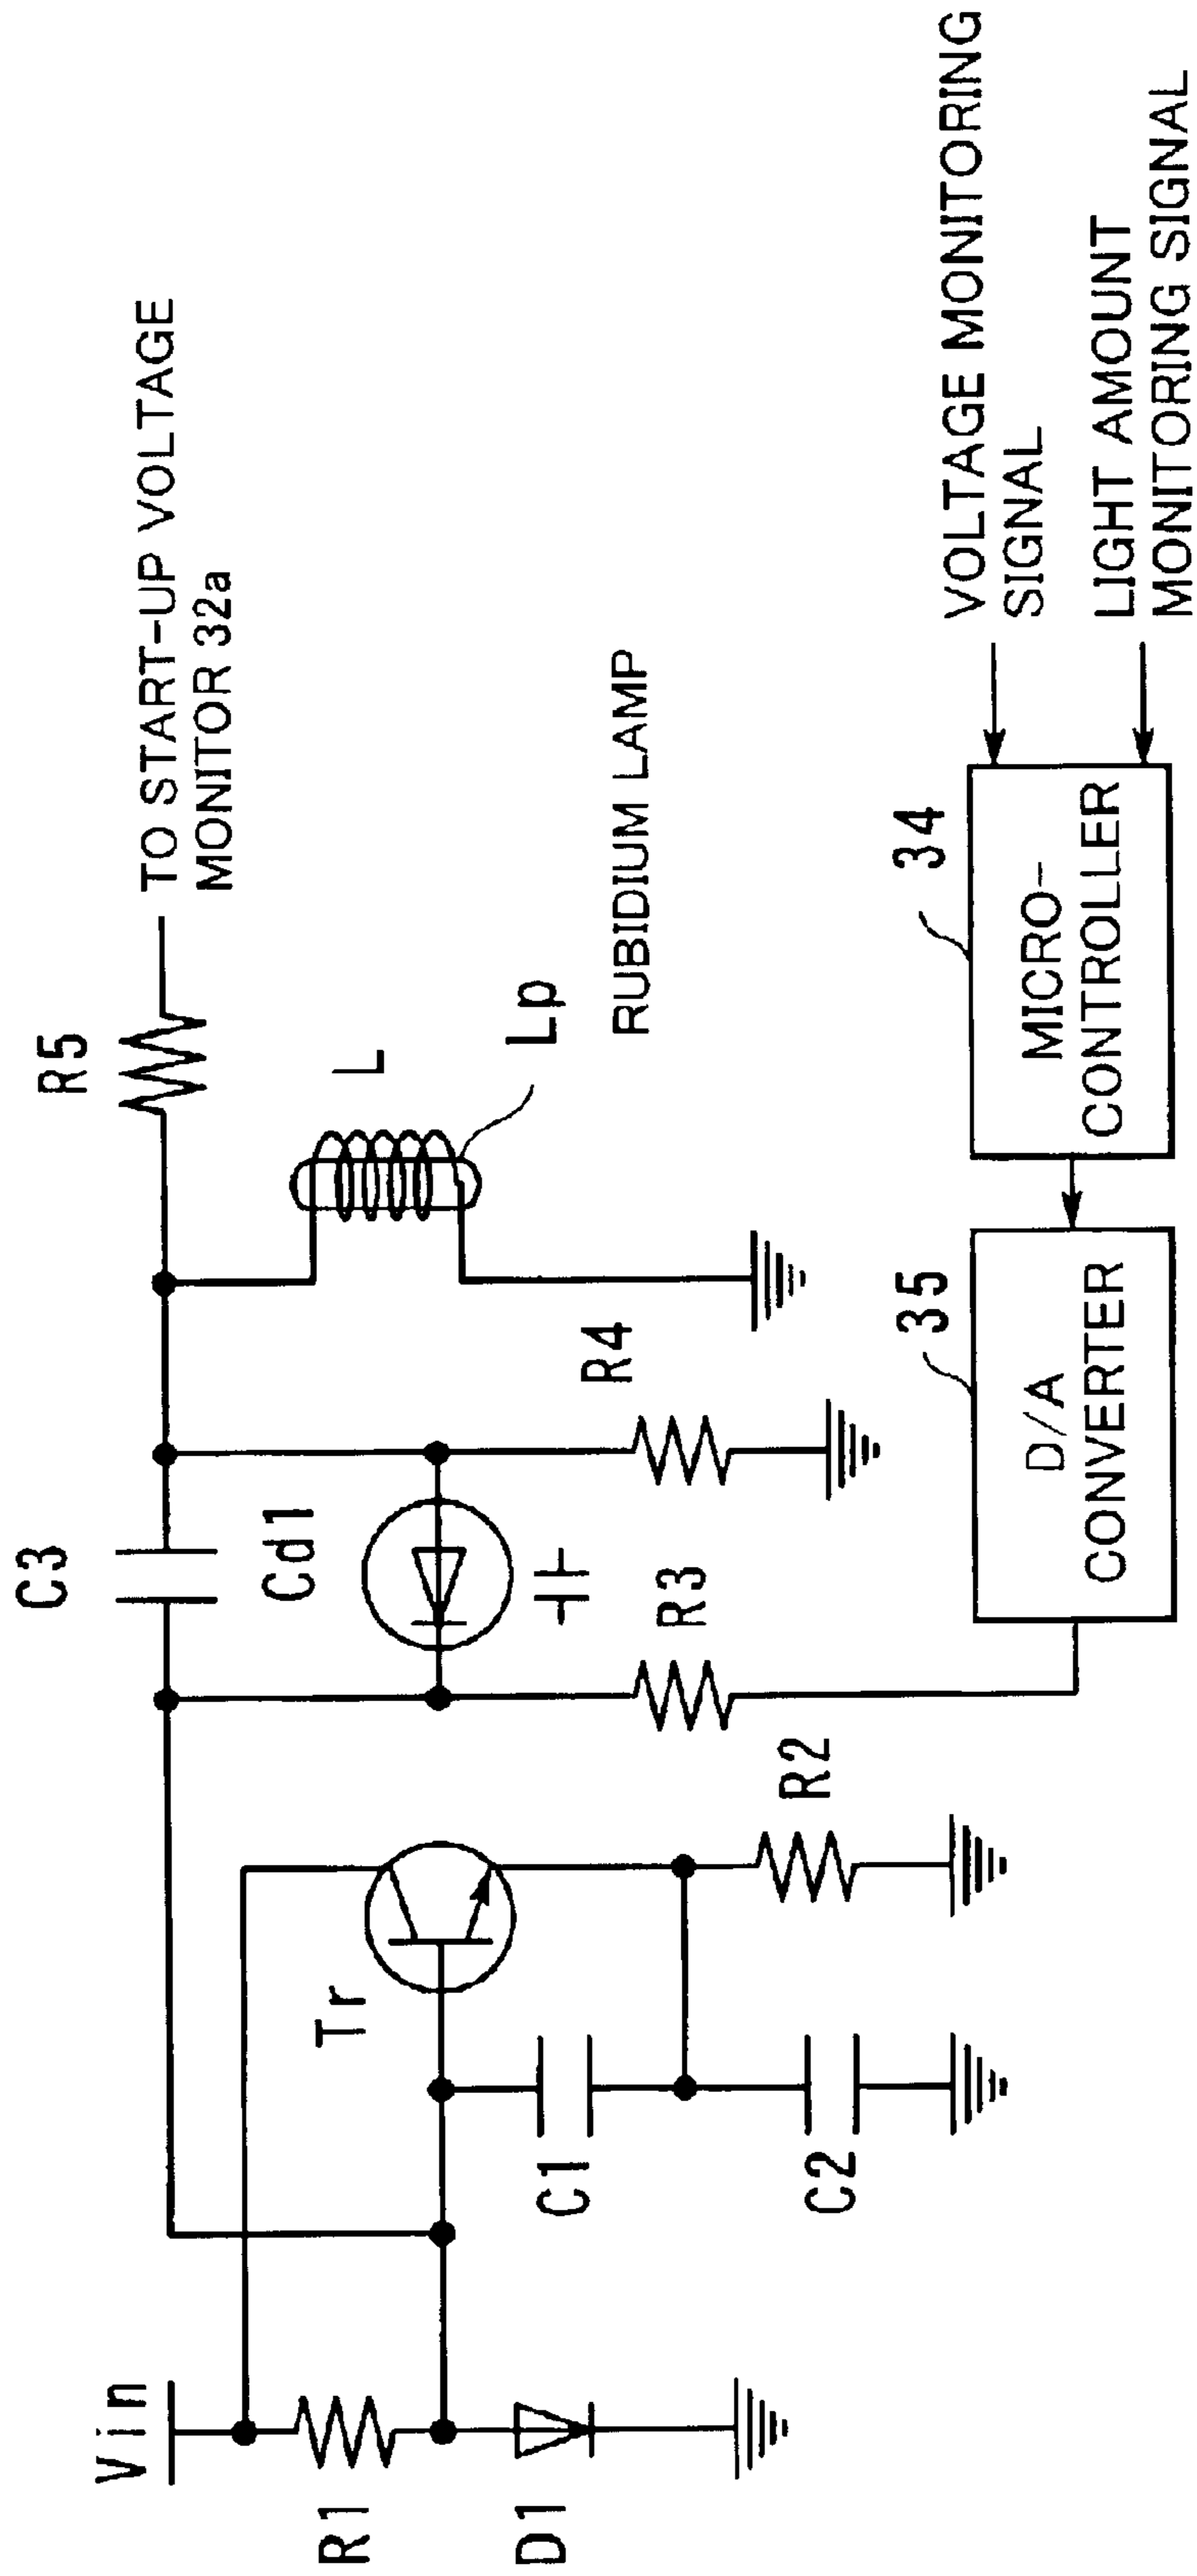 Vin
R1
D1
Tr
C1
C2
R2
C3
Cd1
R3
R4
R5
L
Lp
TO START-UP VOLTAGE
MONITOR 32a
RUBIDIUM LAMP
35
D/A
CONVERTER
34
MICRO-
CONTROLLER
VOLTAGE MONITORING
SIGNAL
LIGHT AMOUNT
MONITORING SIGNAL